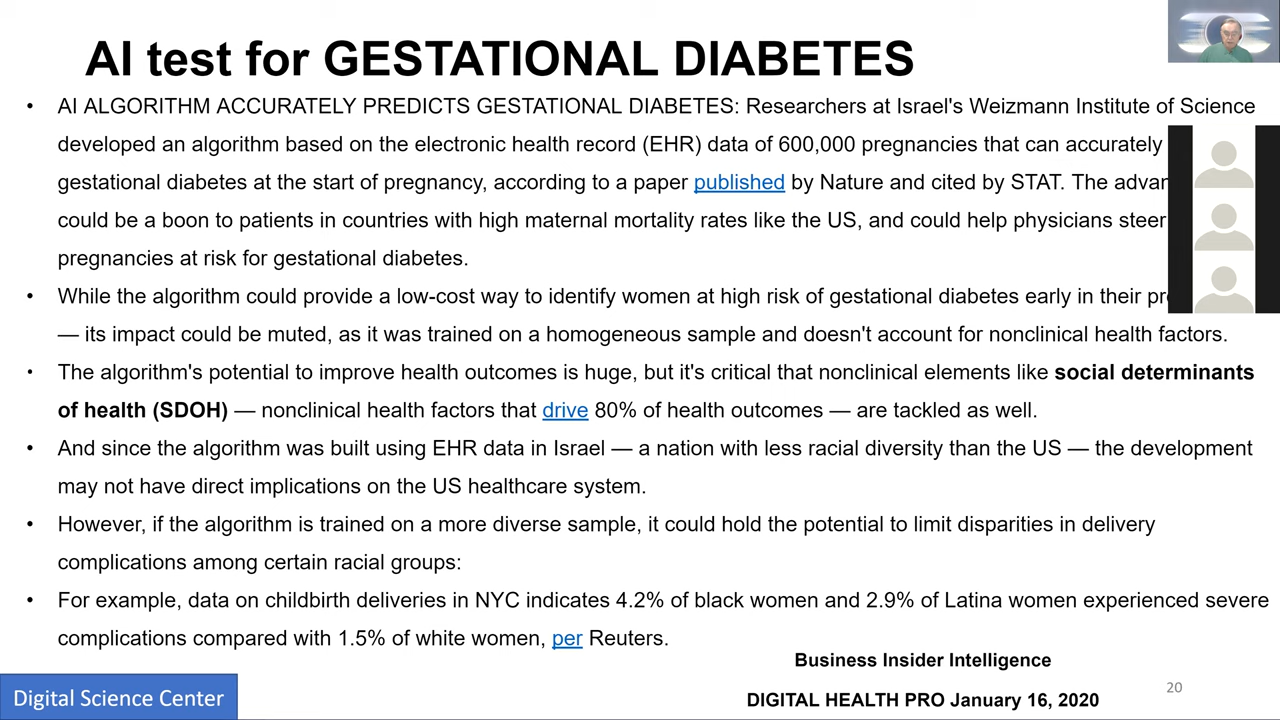 AI test for GESTATIONAL DIABETES
• AI ALGORITHM ACCURATELY PREDICTS GESTATIONAL DIABETES: Researchers at Israel's Weizmann Institute of Science
developed an algorithm based on the electronic health record (EHR) data of 600,000 pregnancies that can accurately
gestational diabetes at the start of pregnancy, according to a paper published by Nature and cited by STAT. The
could be a boon to patients in countries with high maternal mortality rates like the US, and could help physicians steer
pregnancies at risk for gestational diabetes.
• While the algorithm could provide a low-cost way to identify women at high risk of gestational diabetes early in their
— its impact could be muted, as it was trained on a homogeneous sample and doesn't account for nonclinical health factors.
• The algorithm's potential to improve health outcomes is huge, but it's critical that nonclinical elements like social determinants
of health (SDOH) — nonclinical health factors that drive 80% of health outcomes — are tackled as well.
• And since the algorithm was built using EHR data in Israel — a nation with less racial diversity than the US — the development
may not have direct implications on the US healthcare system.
• However, if the algorithm is trained on a more diverse sample, it could hold the potential to limit disparities in delivery
complications among certain racial groups:
• For example, data on childbirth deliveries in NYC indicates 4.2% of black women and 2.9% of Latina women experienced severe
complications compared with 1.5% of white women, per Reuters.
Business Insider Intelligence
DIGITAL HEALTH PRO January 16, 2020
20
Digital Science Center